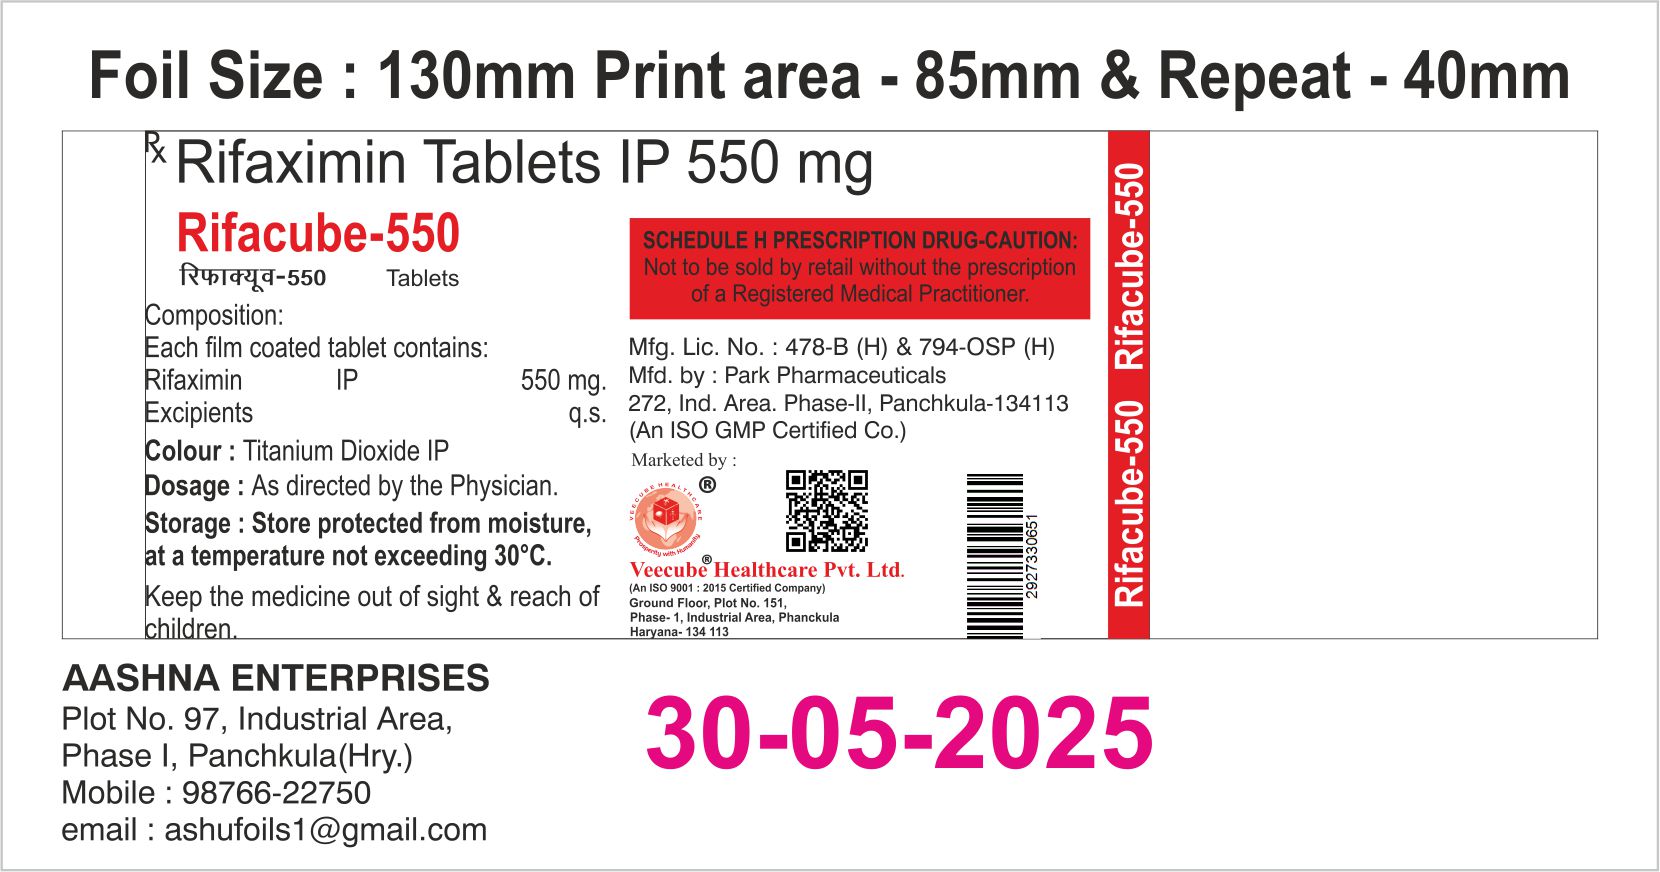 Foil Size : 130mm Print area - 85mm & Repeat - 40mm
Rx Rifaximin Tablets IP 550 mg
Rifacube-550
रिफाक्यूव-550 Tablets
Composition:
Each film coated tablet contains:
Rifaximin IP 550 mg.
Excipients q.s.
Colour : Titanium Dioxide IP
Dosage : As directed by the Physician.
Storage : Store protected from moisture,
at a temperature not exceeding 30°C.
Keep the medicine out of sight & reach of
children.
SCHEDULE H PRESCRIPTION DRUG-CAUTION:
Not to be sold by retail without the prescription
of a Registered Medical Practitioner.
Mfg. Lic. No. : 478-B (H) & 794-OSP (H)
Mfd. by : Park Pharmaceuticals
272, Ind. Area. Phase-II, Panchkula-134113
(An ISO GMP Certified Co.)
Marketed by :
VEECUBE HEALTHCARE ®
Prosperity with Humanity
Veecube® Healthcare Pvt. Ltd.
(An ISO 9001 : 2015 Certified Company)
Ground Floor, Plot No. 151,
Phase- 1, Industrial Area, Phanckula
Haryana- 134 113
2927330651
Rifacube-550 Rifacube-550
AASHNA ENTERPRISES
Plot No. 97, Industrial Area,
Phase I, Panchkula(Hry.)
Mobile : 98766-22750
email : ashufoils1@gmail.com
30-05-2025